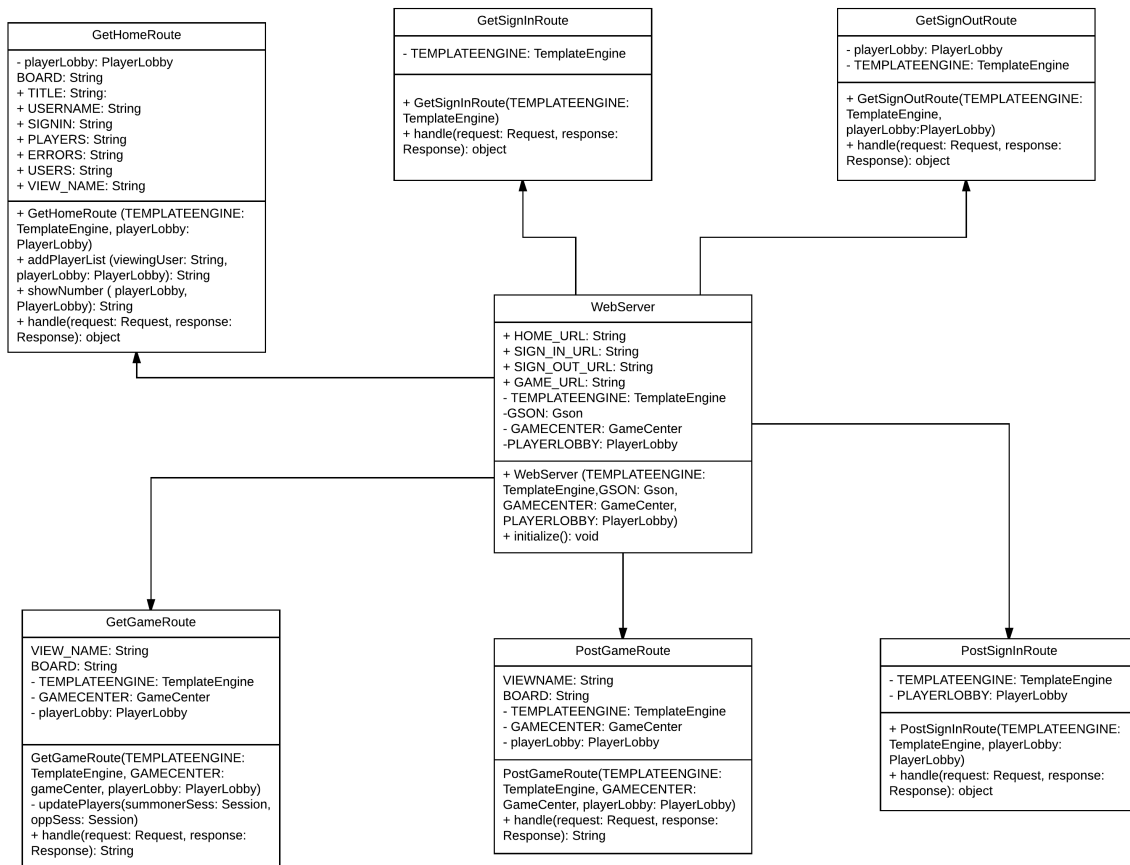 GetHomeRoute
- playerLobby: PlayerLobby
BOARD: String
+ TITLE: String:
+ USERNAME: String
+ SIGNIN: String
+ PLAYERS: String
+ ERRORS: String
+ USERS: String
+ VIEW_NAME: String
+ GetHomeRoute (TEMPLATEENGINE:
TemplateEngine, playerLobby:
PlayerLobby)
+ addPlayerList (viewingUser: String,
playerLobby: PlayerLobby): String
+ showNumber ( playerLobby,
PlayerLobby): String
+ handle(request: Request, response:
Response): object
GetSignInRoute
- TEMPLATEENGINE: TemplateEngine
+ GetSignInRoute(TEMPLATEENGINE:
TemplateEngine)
+ handle(request: Request, response:
Response): object
GetSignOutRoute
- playerLobby: PlayerLobby
- TEMPLATEENGINE: TemplateEngine
+ GetSignOutRoute(TEMPLATEENGINE:
TemplateEngine,
playerLobby:PlayerLobby)
+ handle(request: Request, response:
Response): object
WebServer
+ HOME_URL: String
+ SIGN_IN_URL: String
+ SIGN_OUT_URL: String
+ GAME_URL: String
- TEMPLATEENGINE: TemplateEngine
-GSON: Gson
- GAMECENTER: GameCenter
-PLAYERLOBBY: PlayerLobby
+ WebServer (TEMPLATEENGINE:
TemplateEngine,GSON: Gson,
GAMECENTER: GameCenter,
PLAYERLOBBY: PlayerLobby)
+ initialize(): void
GetGameRoute
VIEW_NAME: String
BOARD: String
- TEMPLATEENGINE: TemplateEngine
- GAMECENTER: GameCenter
- playerLobby: PlayerLobby
GetGameRoute(TEMPLATEENGINE:
TemplateEngine, GAMECENTER:
gameCenter, playerLobby: PlayerLobby)
- updatePlayers(summonerSess: Session,
oppSess: Session)
+ handle(request: Request, response:
Response): String
PostGameRoute
VIEWNAME: String
BOARD: String
- TEMPLATEENGINE: TemplateEngine
- GAMECENTER: GameCenter
- playerLobby: PlayerLobby
PostGameRoute(TEMPLATEENGINE:
TemplateEngine, GAMECENTER:
GameCenter, playerLobby: PlayerLobby)
+ handle(request: Request, response:
Response): String
PostSignInRoute
- TEMPLATEENGINE: TemplateEngine
- PLAYERLOBBY: PlayerLobby
+ PostSignInRoute(TEMPLATEENGINE:
TemplateEngine, playerLobby:
PlayerLobby)
+ handle(request: Request, response:
Response): object